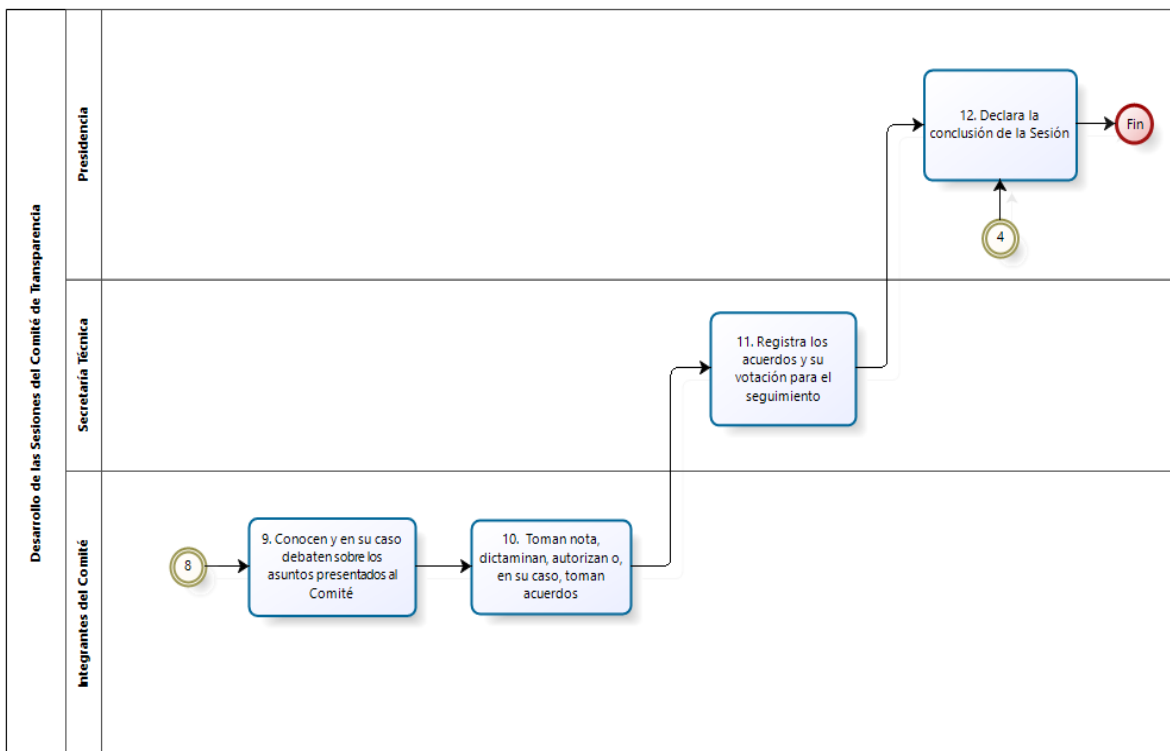 Desarrollo de las Sesiones del Comité de Transparencia
Presidencia
12. Declara la
conclusión de la Sesión
Fin
4
Secretaría Técnica
11. Registra los
acuerdos y su
votación para el
seguimiento
Integrantes del Comité
8
9. Conocen y en su caso
debaten sobre los
asuntos presentados al
Comité
10. Toman nota,
dictaminan, autorizan o,
en su caso, toman
acuerdos